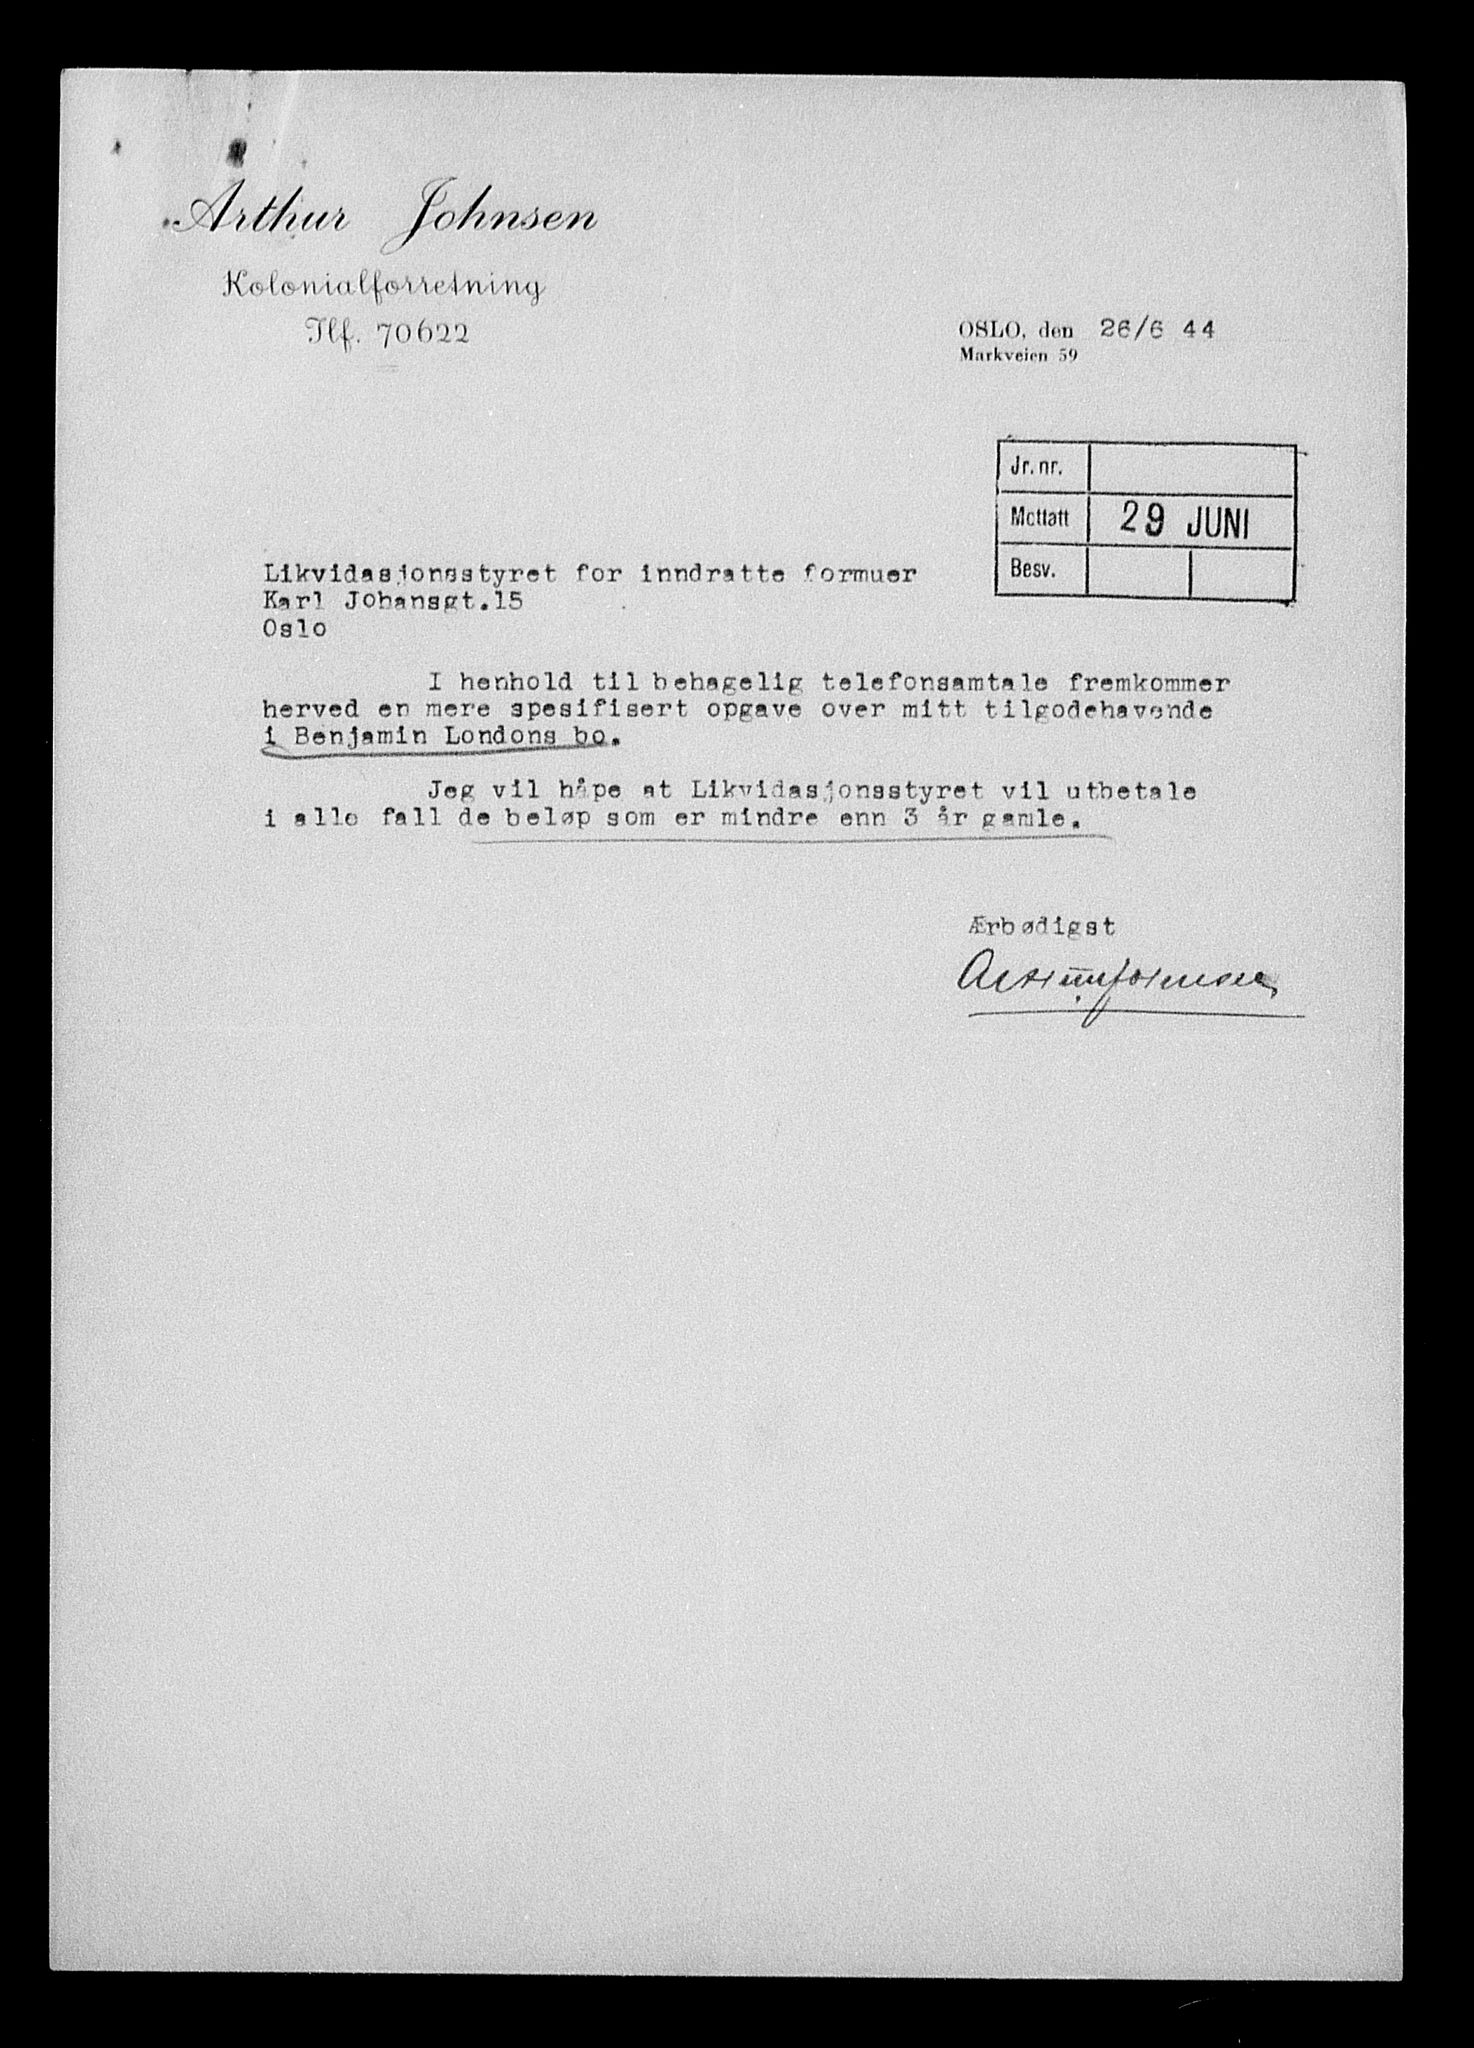 Arthur Johnsen
Kolonialforretning
Tlf. 70622
OSLO, den 26/6 44
Markveien 59
Jr. nr.
Mottatt 29 JUNI
Besv.
Likvidasjonsstyret for inndratte formuer
Karl Johansgt.15
Oslo
I henhold til behagelig telefonsamtale fremkommer
herved en mere spesifisert opgave over mitt tilgodehavende
i Benjamin Londons bo.
Jeg vil håpe at Likvidasjonsstyret vil utbetale
i alle fall de beløp som er mindre enn 3 år gamle.
Ærbødigst
Arthur Johnsen